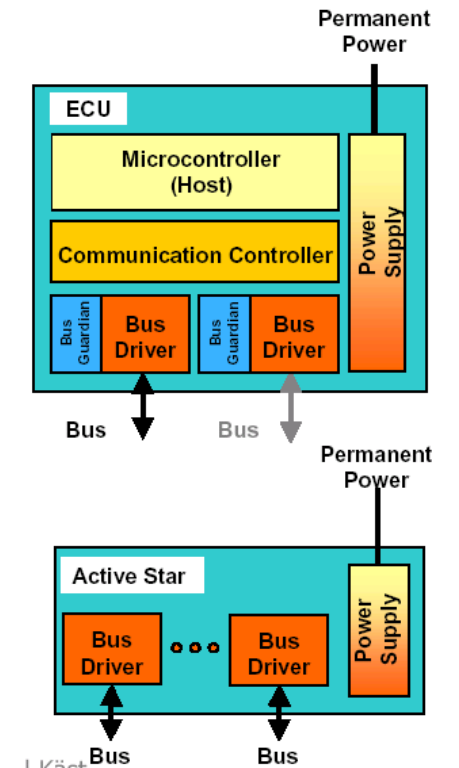 Permanent
Power
ECU
Microcontroller
(Host)
Communication Controller
Power
Supply
Bus
Guardian
Bus
Driver
Bus
Guardian
Bus
Driver
Bus
Bus
Permanent
Power
Active Star
Power
Supply
Bus
Driver
Bus
Driver
Bus
Bus